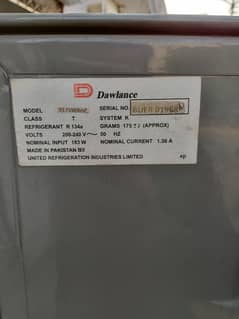 D Dawlance
MODEL SERIAL NO.
CLASS T SYSTEM K
REFRIGERANT R 134a GRAMS (APPROX)
VOLTS 200-240 V 50 HZ
NOMINAL INPUT 183 W NOMINAL CURRENT 1.36 A
MADE IN PAKISTAN BY
UNITED REFRIGERATION INDUSTRIES LIMITED ap